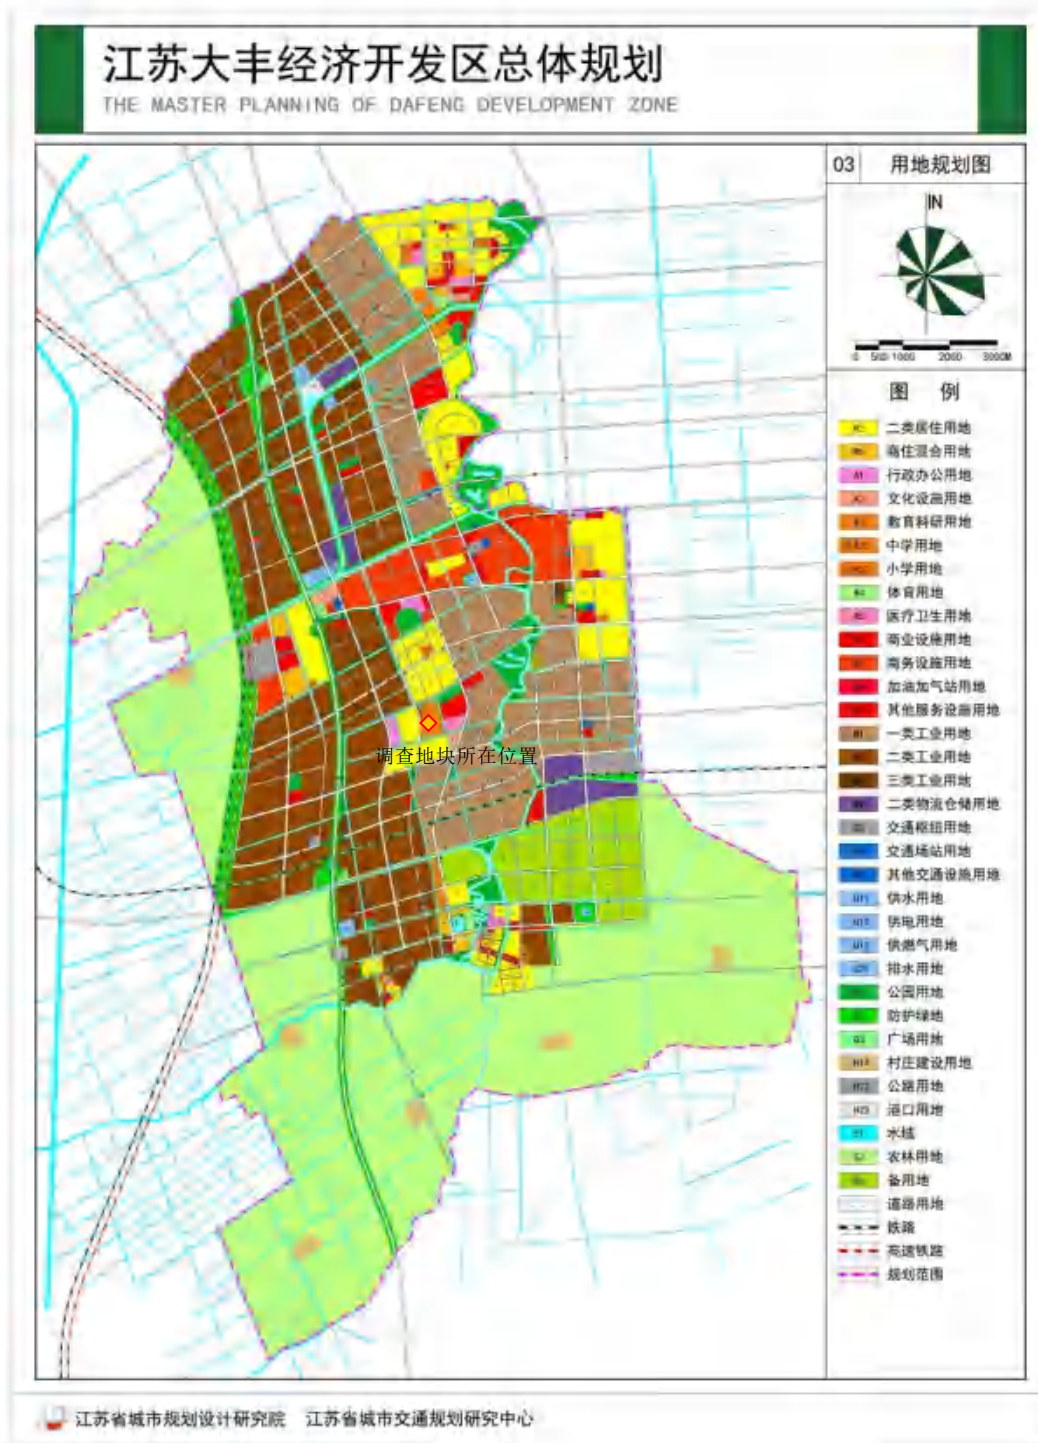 江苏大丰经济开发区总体规划
THE MASTER PLANNING OF DAFENG DEVELOPMENT ZONE
03 用地规划图
N
0 500 1000 2000 3000M
图 例
二类居住用地
商住混合用地
A1 行政办公用地
文化设施用地
教育科研用地
中学用地
小学用地
体育用地
医疗卫生用地
商业设施用地
商务设施用地
加油加气站用地
其他服务设施用地
一类工业用地
二类工业用地
三类工业用地
二类物流仓储用地
交通枢纽用地
交通场站用地
其他交通设施用地
供水用地
供电用地
供燃气用地
排水用地
公园用地
防护绿地
广场用地
村庄建设用地
公路用地
港口用地
水域
农林用地
备用地
道路用地
铁路
高速铁路
规划范围
调查地块所在位置
江苏省城市规划设计研究院 江苏省城市交通规划研究中心